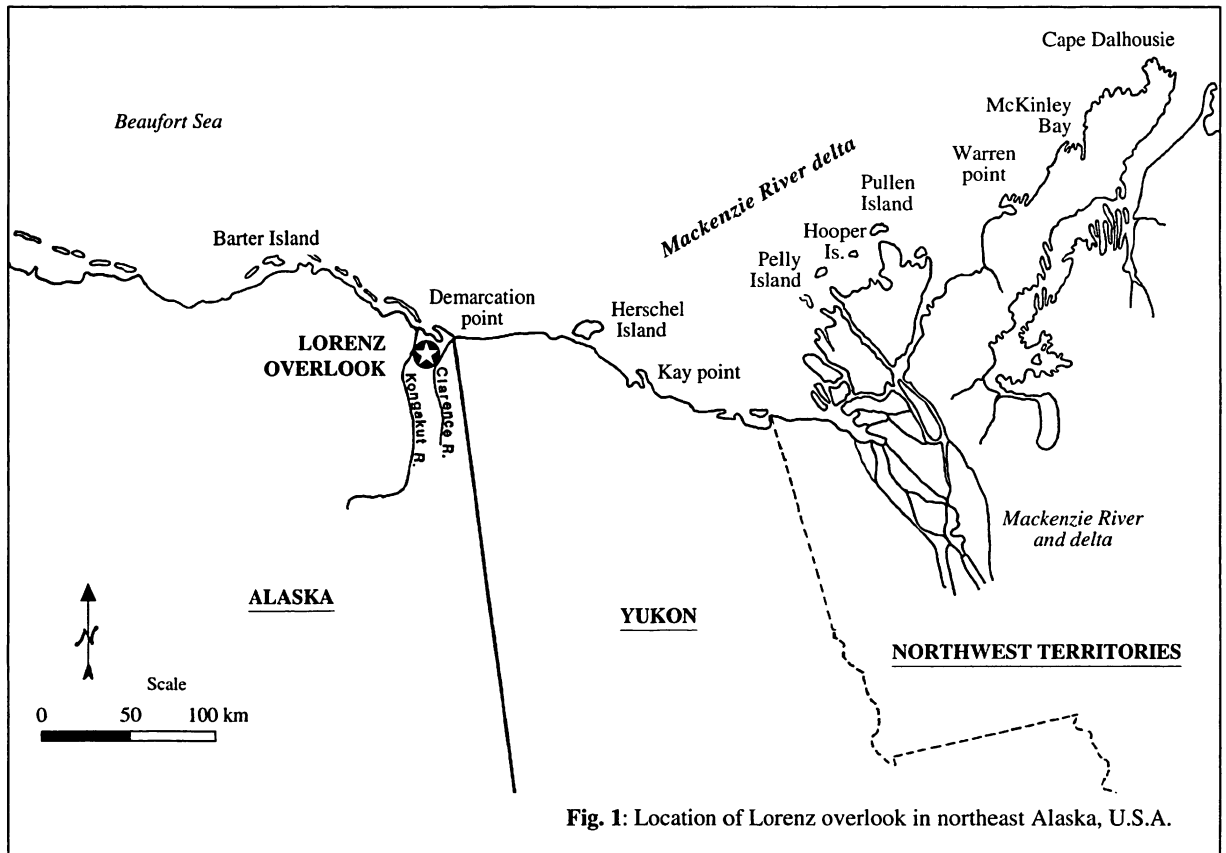 Cape Dalhousie
Beaufort Sea
McKinley
Bay
Mackenzie River delta
Warren
point
Pullen
Island
Hooper
Is.
Barter Island
Pelly
Island
Demarcation
point
Herschel
Island
LORENZ
OVERLOOK
Kay point
Kongakut R.
Clarence R.
Mackenzie River
and delta
ALASKA
YUKON
N
NORTHWEST TERRITORIES
Scale
0 50 100 km
Fig. 1: Location of Lorenz overlook in northeast Alaska, U.S.A.